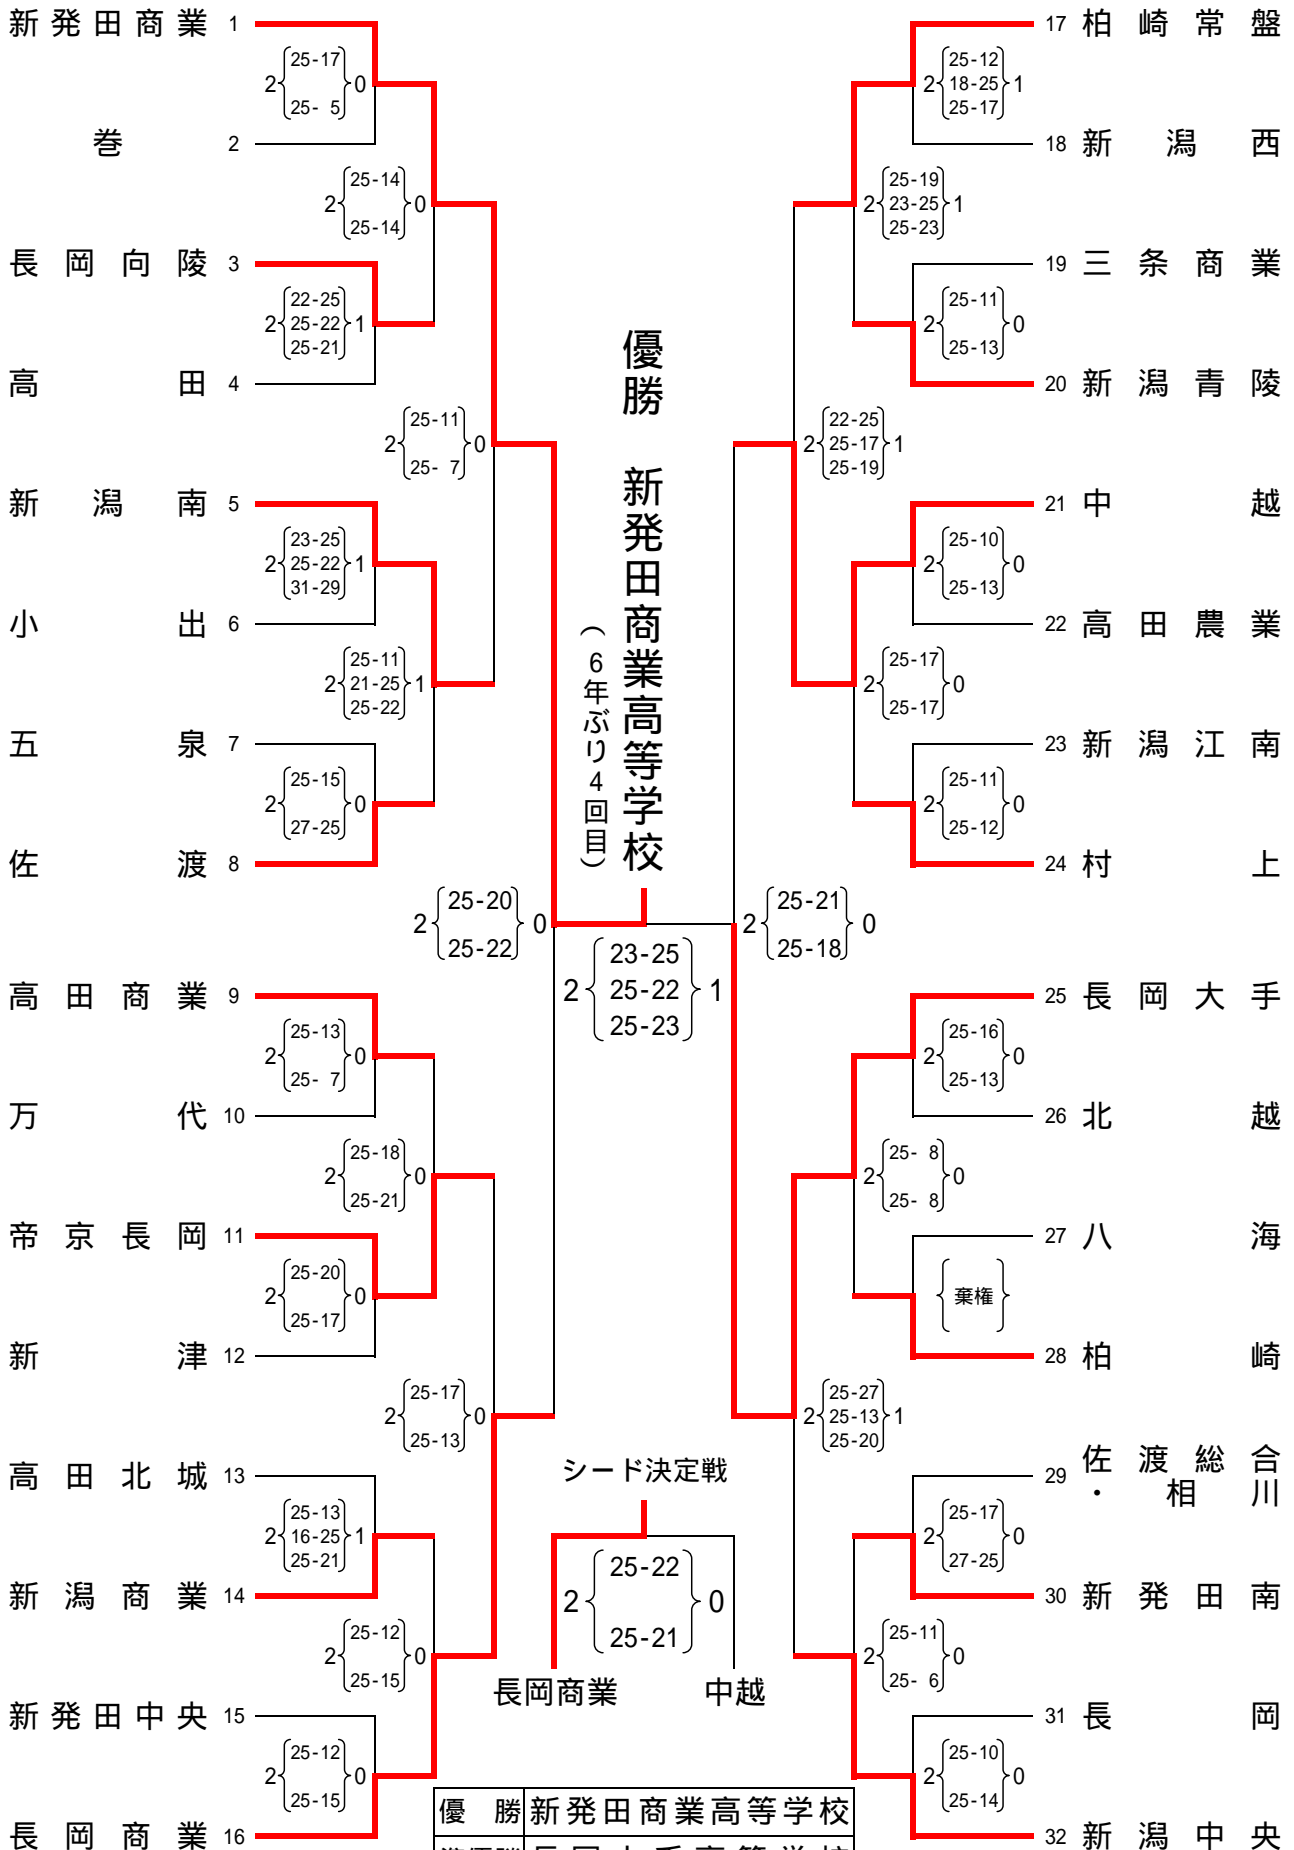 新発田商業 1
2 25-17 25- 5 0
巻 2
2 25-14 25-14 0
長岡向陵 3
2 22-25 25-22 25-21 1
高田 4
2 25-11 25- 7 0
新潟南 5
2 23-25 25-22 31-29 1
小出 6
2 25-11 21-25 25-22 1
五泉 7
2 25-15 27-25 0
佐渡 8
2 25-20 25-22 0
高田商業 9
2 25-13 25- 7 0
万代 10
2 25-18 25-21 0
帝京長岡 11
2 25-20 25-17 0
新津 12
2 25-17 25-13 0
高田北城 13
2 25-13 16-25 25-21 1
新潟商業 14
2 25-12 25-15 0
新発田中央 15
2 25-12 25-15 0
長岡商業 16
優勝 新発田商業高等学校
(6年ぶり4回目)
2 23-25 25-22 25-23 1
シード決定戦
2 25-22 25-21 0
長岡商業 中越
優勝 新発田商業高等学校
準優勝 長岡大手高等学校
17 柏崎常盤
2 25-12 18-25 25-17 1
18 新潟西
2 25-19 23-25 25-23 1
19 三条商業
2 25-11 25-13 0
20 新潟青陵
2 22-25 25-17 25-19 1
21 中越
2 25-10 25-13 0
22 高田農業
2 25-17 25-17 0
23 新潟江南
2 25-11 25-12 0
24 村上
2 25-21 25-18 0
25 長岡大手
2 25-16 25-13 0
26 北越
2 25- 8 25- 8 0
27 八海
棄権
28 柏崎
2 25-27 25-13 25-20 1
29 佐渡総合
・相川
2 25-17 27-25 0
30 新発田南
2 25-11 25- 6 0
31 長岡
2 25-10 25-14 0
32 新潟中央